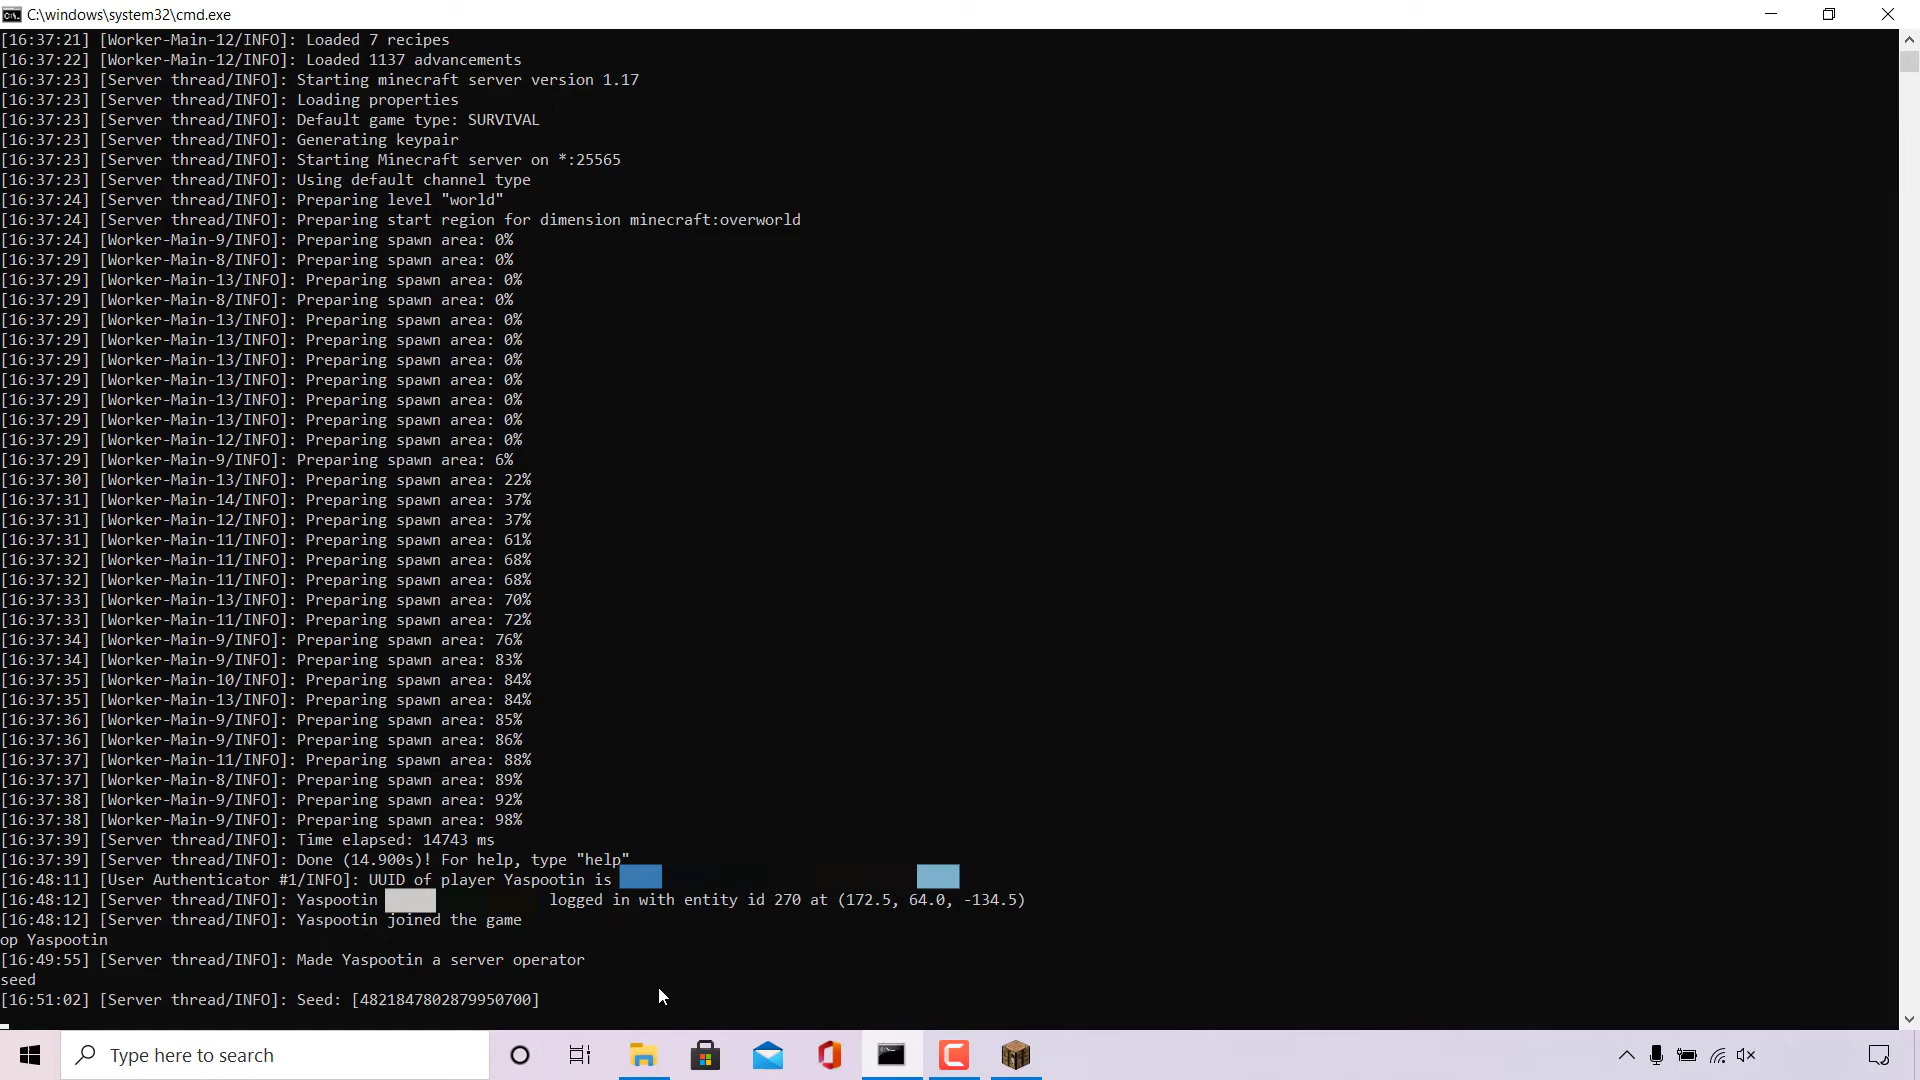 C:\windows\system32\cmd.exe
[16:37:21] [Worker-Main-12/INFO]: Loaded 7 recipes
[16:37:22] [Worker-Main-12/INFO]: Loaded 1137 advancements
[16:37:23] [Server thread/INFO]: Starting minecraft server version 1.17
[16:37:23] [Server thread/INFO]: Loading properties
[16:37:23] [Server thread/INFO]: Default game type: SURVIVAL
[16:37:23] [Server thread/INFO]: Generating keypair
[16:37:23] [Server thread/INFO]: Starting Minecraft server on *:25565
[16:37:23] [Server thread/INFO]: Using default channel type
[16:37:24] [Server thread/INFO]: Preparing level "world"
[16:37:24] [Server thread/INFO]: Preparing start region for dimension minecraft:overworld
[16:37:24] [Worker-Main-9/INFO]: Preparing spawn area: 0%
[16:37:29] [Worker-Main-8/INFO]: Preparing spawn area: 0%
[16:37:29] [Worker-Main-13/INFO]: Preparing spawn area: 0%
[16:37:29] [Worker-Main-8/INFO]: Preparing spawn area: 0%
[16:37:29] [Worker-Main-13/INFO]: Preparing spawn area: 0%
[16:37:29] [Worker-Main-13/INFO]: Preparing spawn area: 0%
[16:37:29] [Worker-Main-13/INFO]: Preparing spawn area: 0%
[16:37:29] [Worker-Main-13/INFO]: Preparing spawn area: 0%
[16:37:29] [Worker-Main-13/INFO]: Preparing spawn area: 0%
[16:37:29] [Worker-Main-13/INFO]: Preparing spawn area: 0%
[16:37:29] [Worker-Main-12/INFO]: Preparing spawn area: 0%
[16:37:29] [Worker-Main-9/INFO]: Preparing spawn area: 6%
[16:37:30] [Worker-Main-13/INFO]: Preparing spawn area: 22%
[16:37:31] [Worker-Main-14/INFO]: Preparing spawn area: 37%
[16:37:31] [Worker-Main-12/INFO]: Preparing spawn area: 37%
[16:37:31] [Worker-Main-11/INFO]: Preparing spawn area: 61%
[16:37:32] [Worker-Main-11/INFO]: Preparing spawn area: 68%
[16:37:32] [Worker-Main-11/INFO]: Preparing spawn area: 68%
[16:37:33] [Worker-Main-13/INFO]: Preparing spawn area: 70%
[16:37:33] [Worker-Main-11/INFO]: Preparing spawn area: 72%
[16:37:34] [Worker-Main-9/INFO]: Preparing spawn area: 76%
[16:37:34] [Worker-Main-9/INFO]: Preparing spawn area: 83%
[16:37:35] [Worker-Main-10/INFO]: Preparing spawn area: 84%
[16:37:35] [Worker-Main-13/INFO]: Preparing spawn area: 84%
[16:37:36] [Worker-Main-9/INFO]: Preparing spawn area: 85%
[16:37:36] [Worker-Main-9/INFO]: Preparing spawn area: 86%
[16:37:37] [Worker-Main-11/INFO]: Preparing spawn area: 88%
[16:37:37] [Worker-Main-8/INFO]: Preparing spawn area: 89%
[16:37:38] [Worker-Main-9/INFO]: Preparing spawn area: 92%
[16:37:38] [Worker-Main-9/INFO]: Preparing spawn area: 98%
[16:37:39] [Server thread/INFO]: Time elapsed: 14743 ms
[16:37:39] [Server thread/INFO]: Done (14.900s)! For help, type "help"
[16:48:11] [User Authenticator #1/INFO]: UUID of player Yaspootin is
[16:48:12] [Server thread/INFO]: Yaspootin logged in with entity id 270 at (172.5, 64.0, -134.5)
[16:48:12] [Server thread/INFO]: Yaspootin joined the game
op Yaspootin
[16:49:55] [Server thread/INFO]: Made Yaspootin a server operator
seed
[16:51:02] [Server thread/INFO]: Seed: [4821847802879950700]
Type here to search